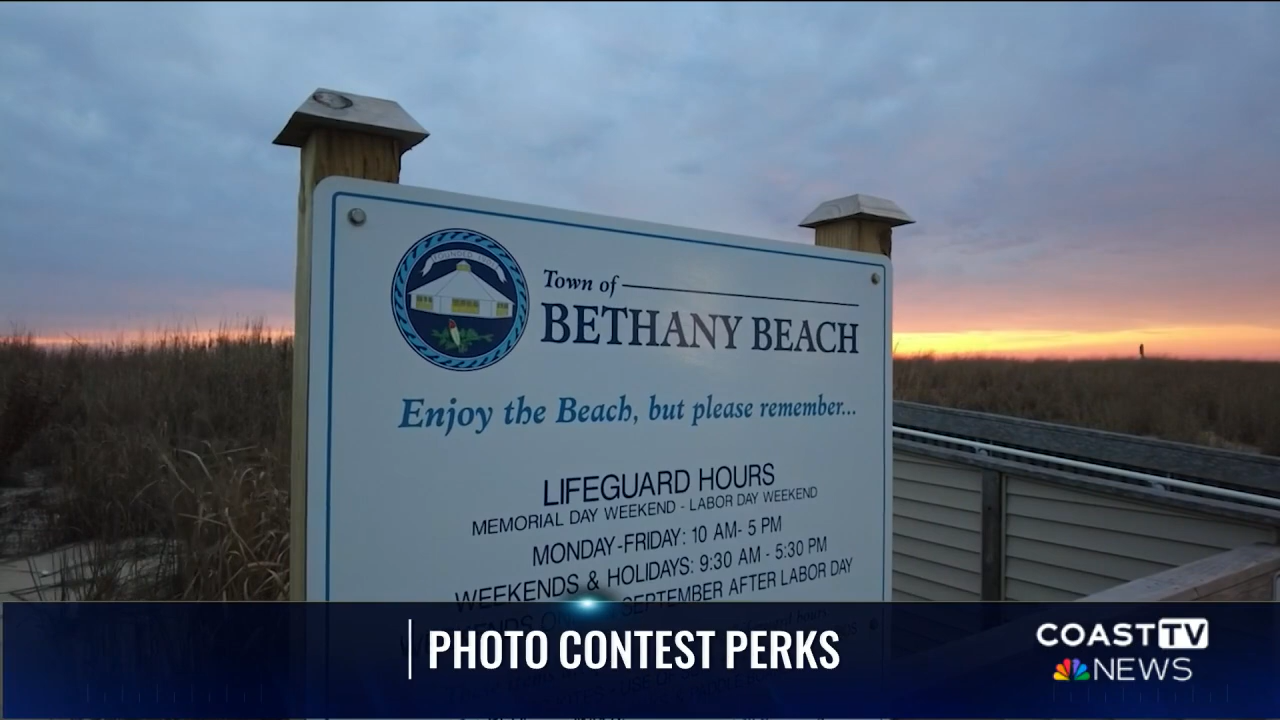 FOUNDED 1901
Town of
BETHANY BEACH
Enjoy the Beach, but please remember...
LIFEGUARD HOURS
MEMORIAL DAY WEEKEND - LABOR DAY WEEKEND
MONDAY-FRIDAY: 10 AM- 5 PM
WEEKENDS & HOLIDAYS: 9:30 AM - 5:30 PM
SEPTEMBER AFTER LABOR DAY
PHOTO CONTEST PERKS
COAST TV
NEWS